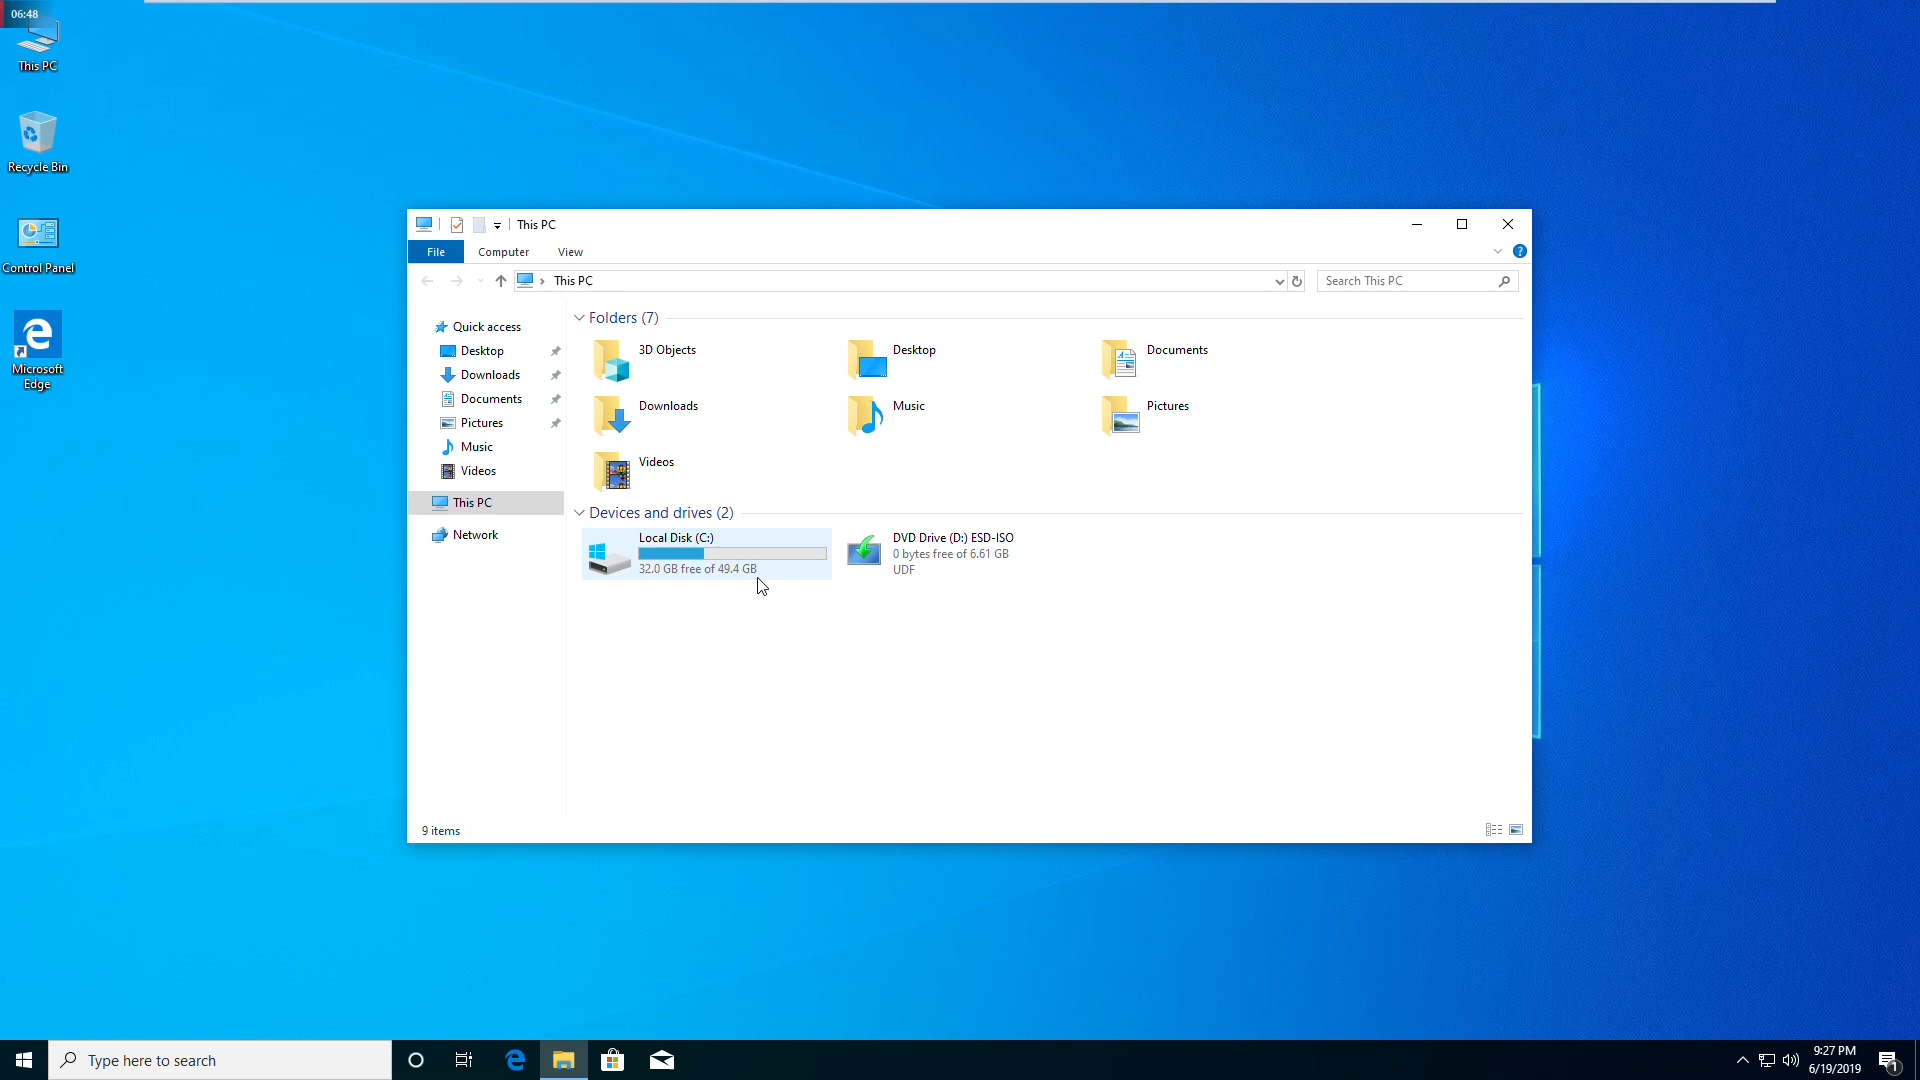 06:48
This PC
Recycle Bin
Control Panel
Microsoft
Edge
This PC
File
Computer
View
This PC
Search This PC
Quick access
Desktop
Downloads
Documents
Pictures
Music
Videos
This PC
Network
Folders (7)
3D Objects
Desktop
Documents
Downloads
Music
Pictures
Videos
Devices and drives (2)
Local Disk (C:)
32.0 GB free of 49.4 GB
DVD Drive (D:) ESD-ISO
0 bytes free of 6.61 GB
UDF
9 items
Type here to search
9:27 PM
6/19/2019
1